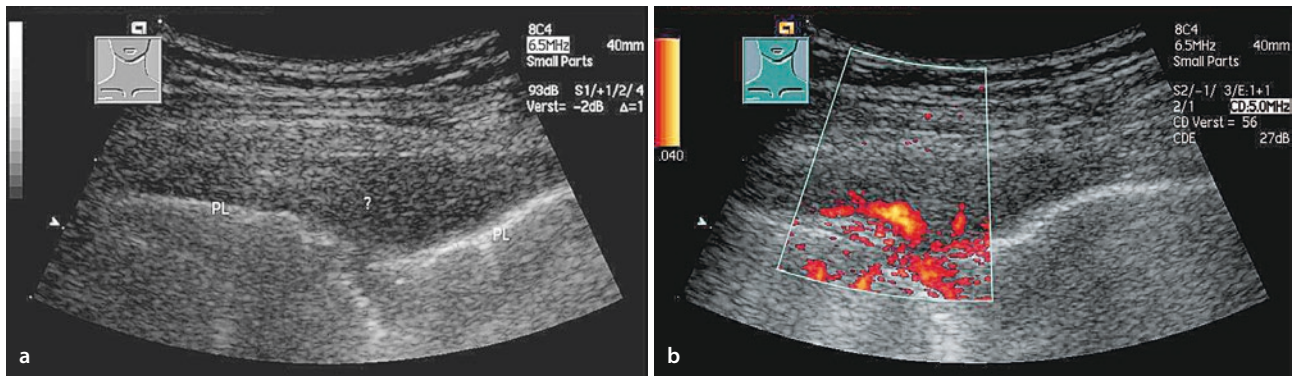 8C4
6.5MHz 40mm
Small Parts
93dB S1/+1/2/4
Verst= -2dB Δ=1
PL
?
PL
a
8C4
6.5MHz 40mm
Small Parts
S2/-1/ 3/E:1+1
2/1 CD:5.0MHz
CD Verst = 56
CDE 27dB
.040
b